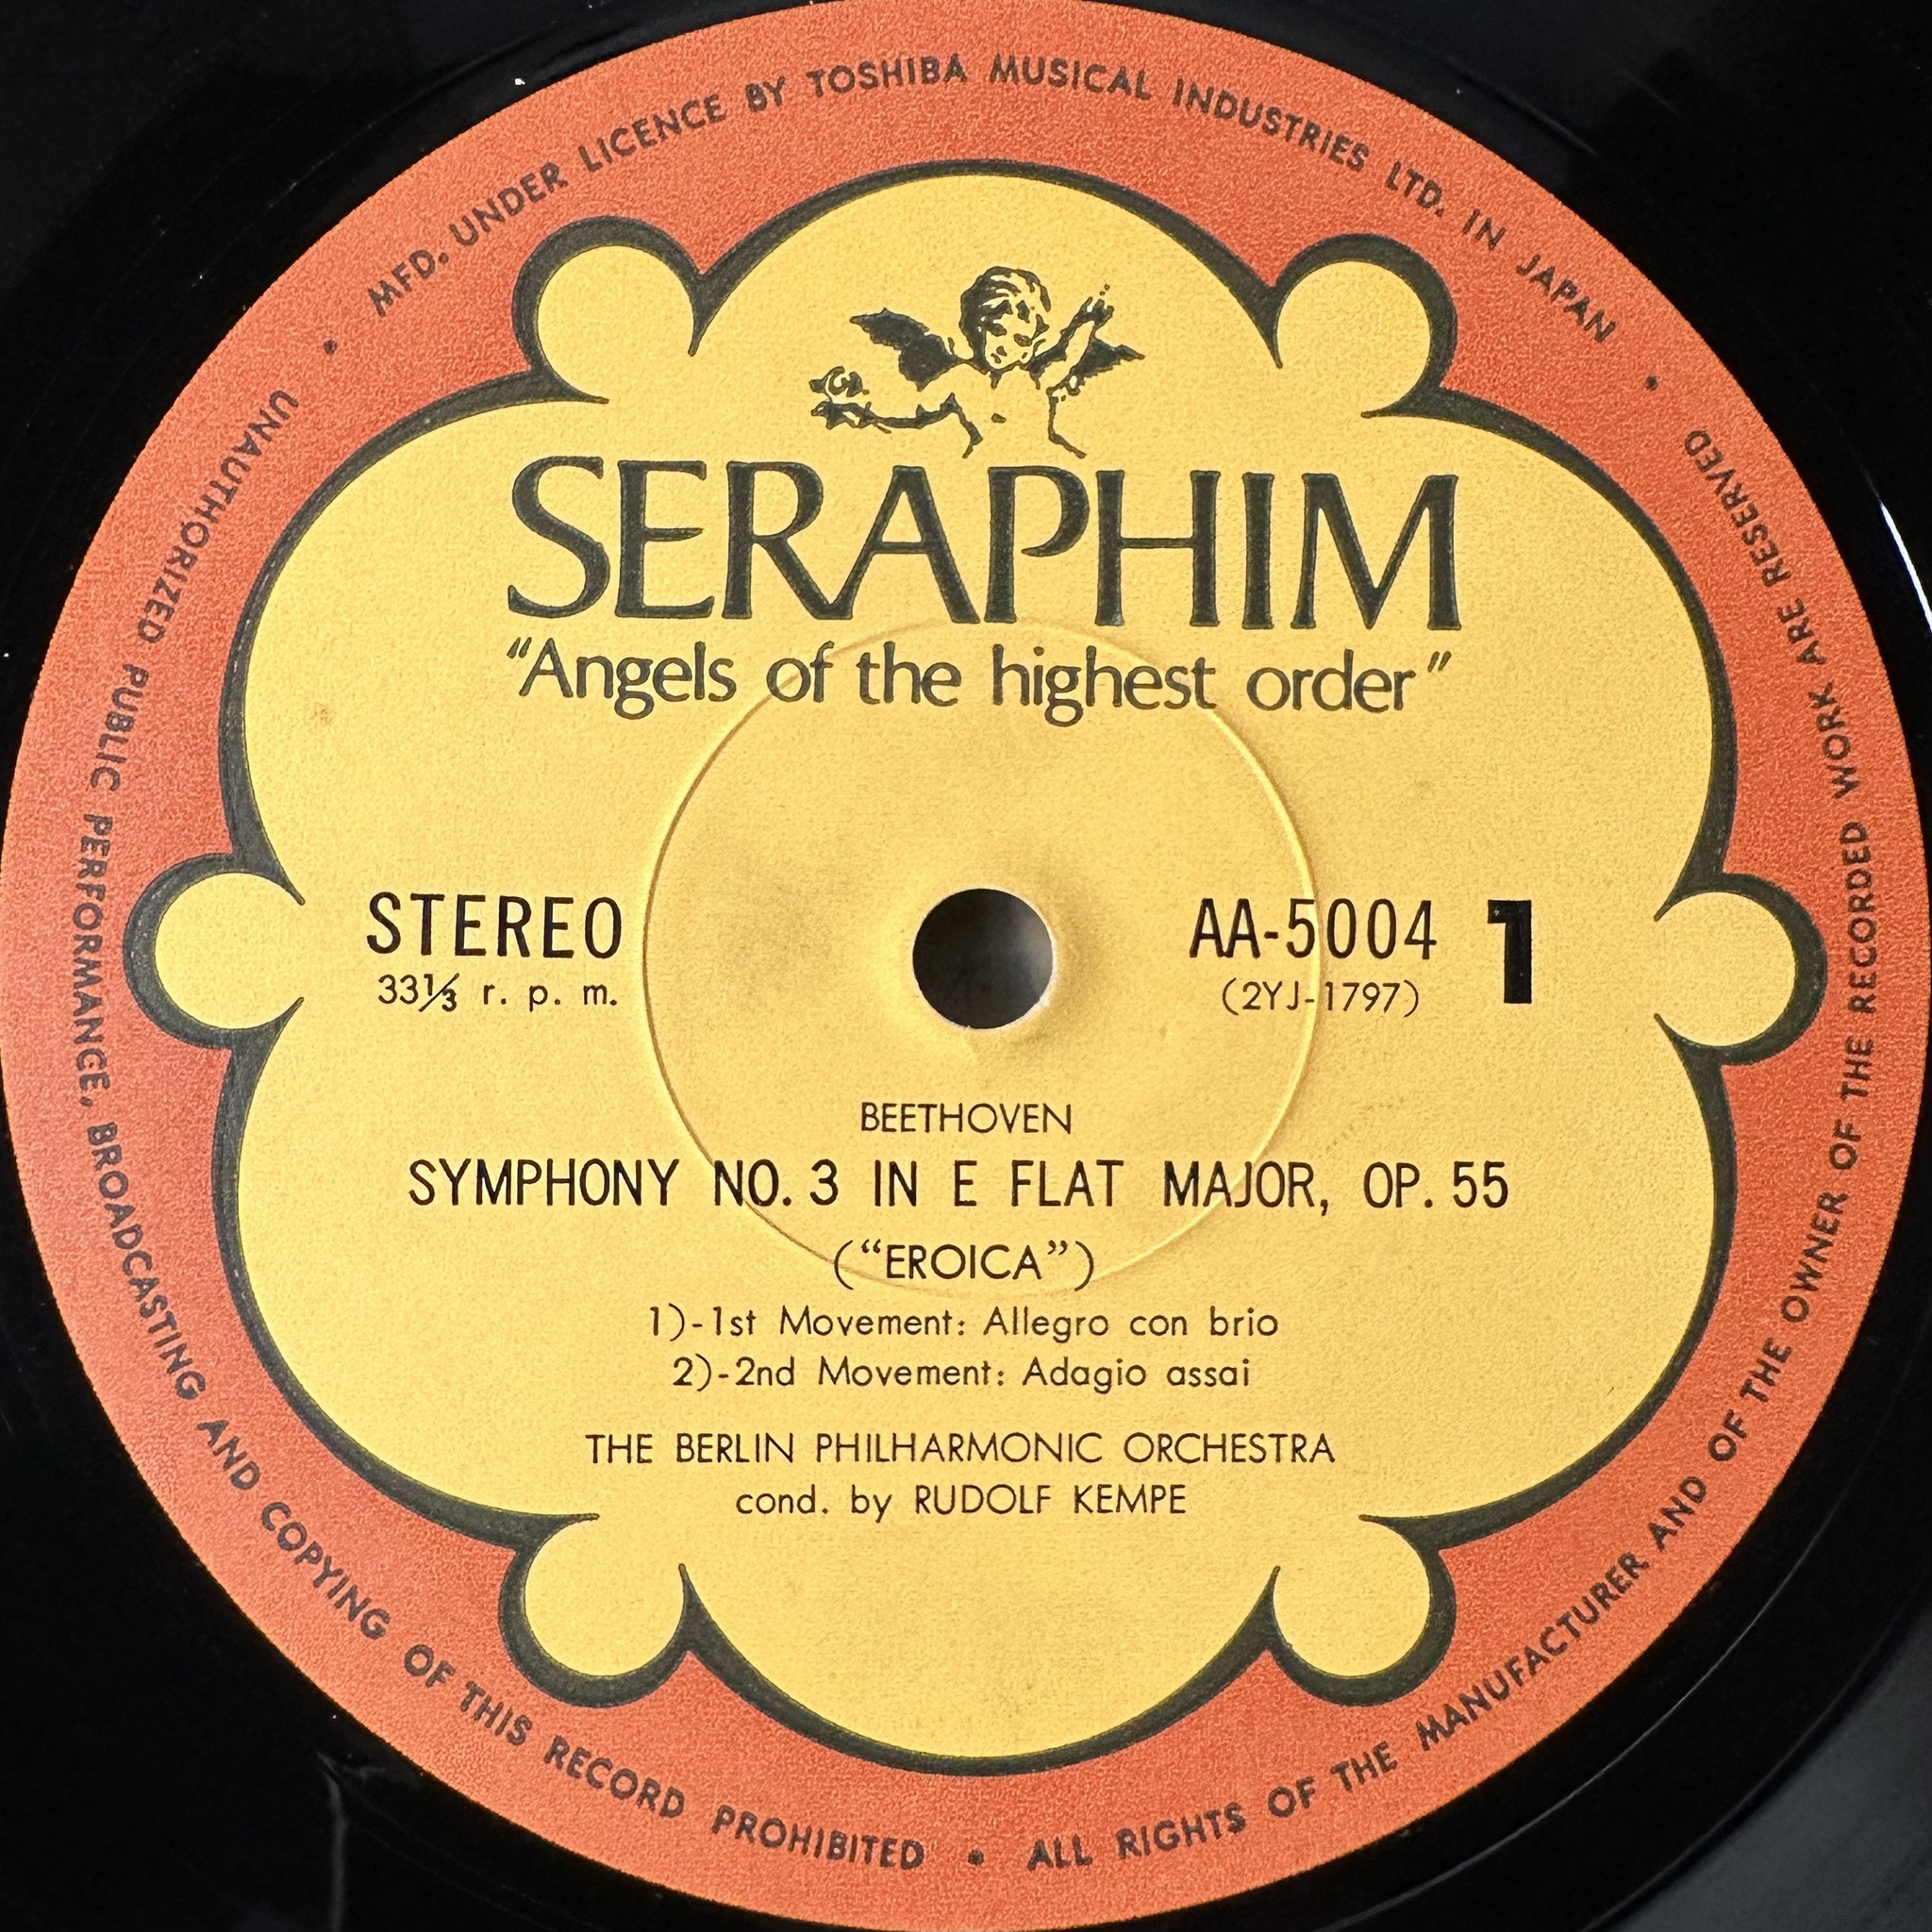 MFD. UNDER LICENCE BY TOSHIBA MUSICAL INDUSTRIES LTD. IN JAPAN
SERAPHIM
“Angels of the highest order”
STEREO
33⅓ r. p. m.
AA-5004 1
(2YJ-1797)
BEETHOVEN
SYMPHONY NO. 3 IN E FLAT MAJOR, OP. 55
(“EROICA”)
1)-1st Movement: Allegro con brio
2)-2nd Movement: Adagio assai
THE BERLIN PHILHARMONIC ORCHESTRA
cond. by RUDOLF KEMPE
UNAUTHORIZED PUBLIC PERFORMANCE, BROADCASTING AND COPYING OF THIS RECORD PROHIBITED • ALL RIGHTS OF THE MANUFACTURER AND OF THE OWNER OF THE RECORDED WORK ARE RESERVED